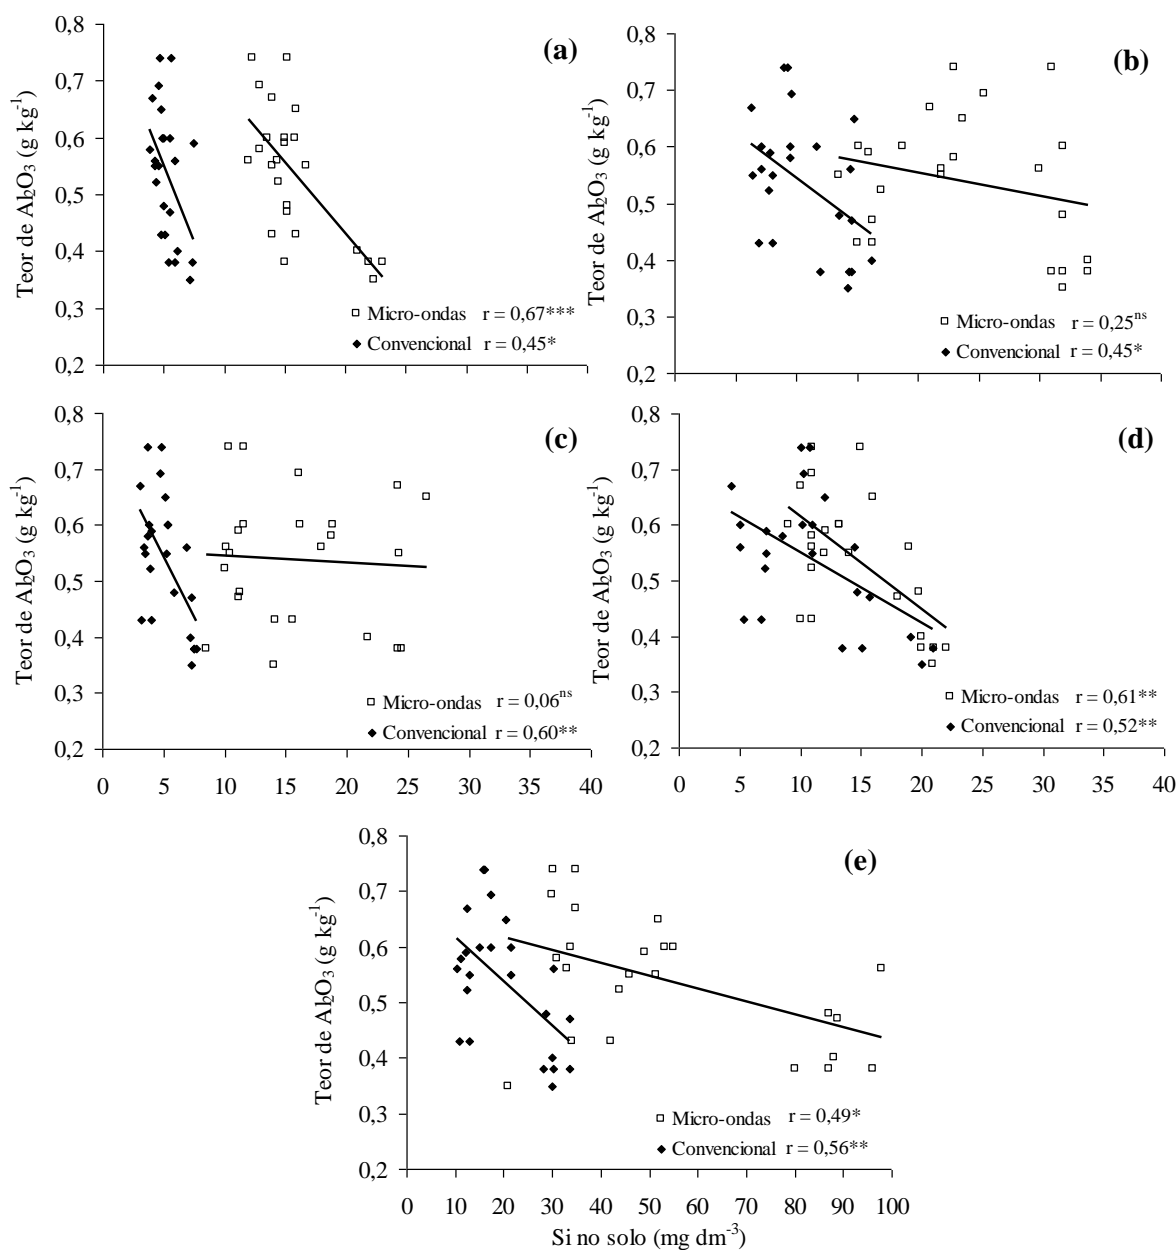 0,8
0,7
0,6
0,5
0,4
0,3
0,2
Teor de Al₂O₃ (g kg⁻¹)
(a)
Micro-ondas r = 0,67***
Convencional r = 0,45*
0,8
0,7
0,6
0,5
0,4
0,3
0,2
Teor de Al₂O₃ (g kg⁻¹)
(b)
Micro-ondas r = 0,25ⁿˢ
Convencional r = 0,45*
0,8
0,7
0,6
0,5
0,4
0,3
0,2
Teor de Al₂O₃ (g kg⁻¹)
(c)
Micro-ondas r = 0,06ⁿˢ
Convencional r = 0,60**
0 5 10 15 20 25 30 35 40
0,8
0,7
0,6
0,5
0,4
0,3
0,2
Teor de Al₂O₃ (g kg⁻¹)
(d)
Micro-ondas r = 0,61**
Convencional r = 0,52**
0 5 10 15 20 25 30 35 40
0,8
0,7
0,6
0,5
0,4
0,3
0,2
Teor de Al₂O₃ (g kg⁻¹)
(e)
Micro-ondas r = 0,49*
Convencional r = 0,56**
0 10 20 30 40 50 60 70 80 90 100
Si no solo (mg dm⁻³)